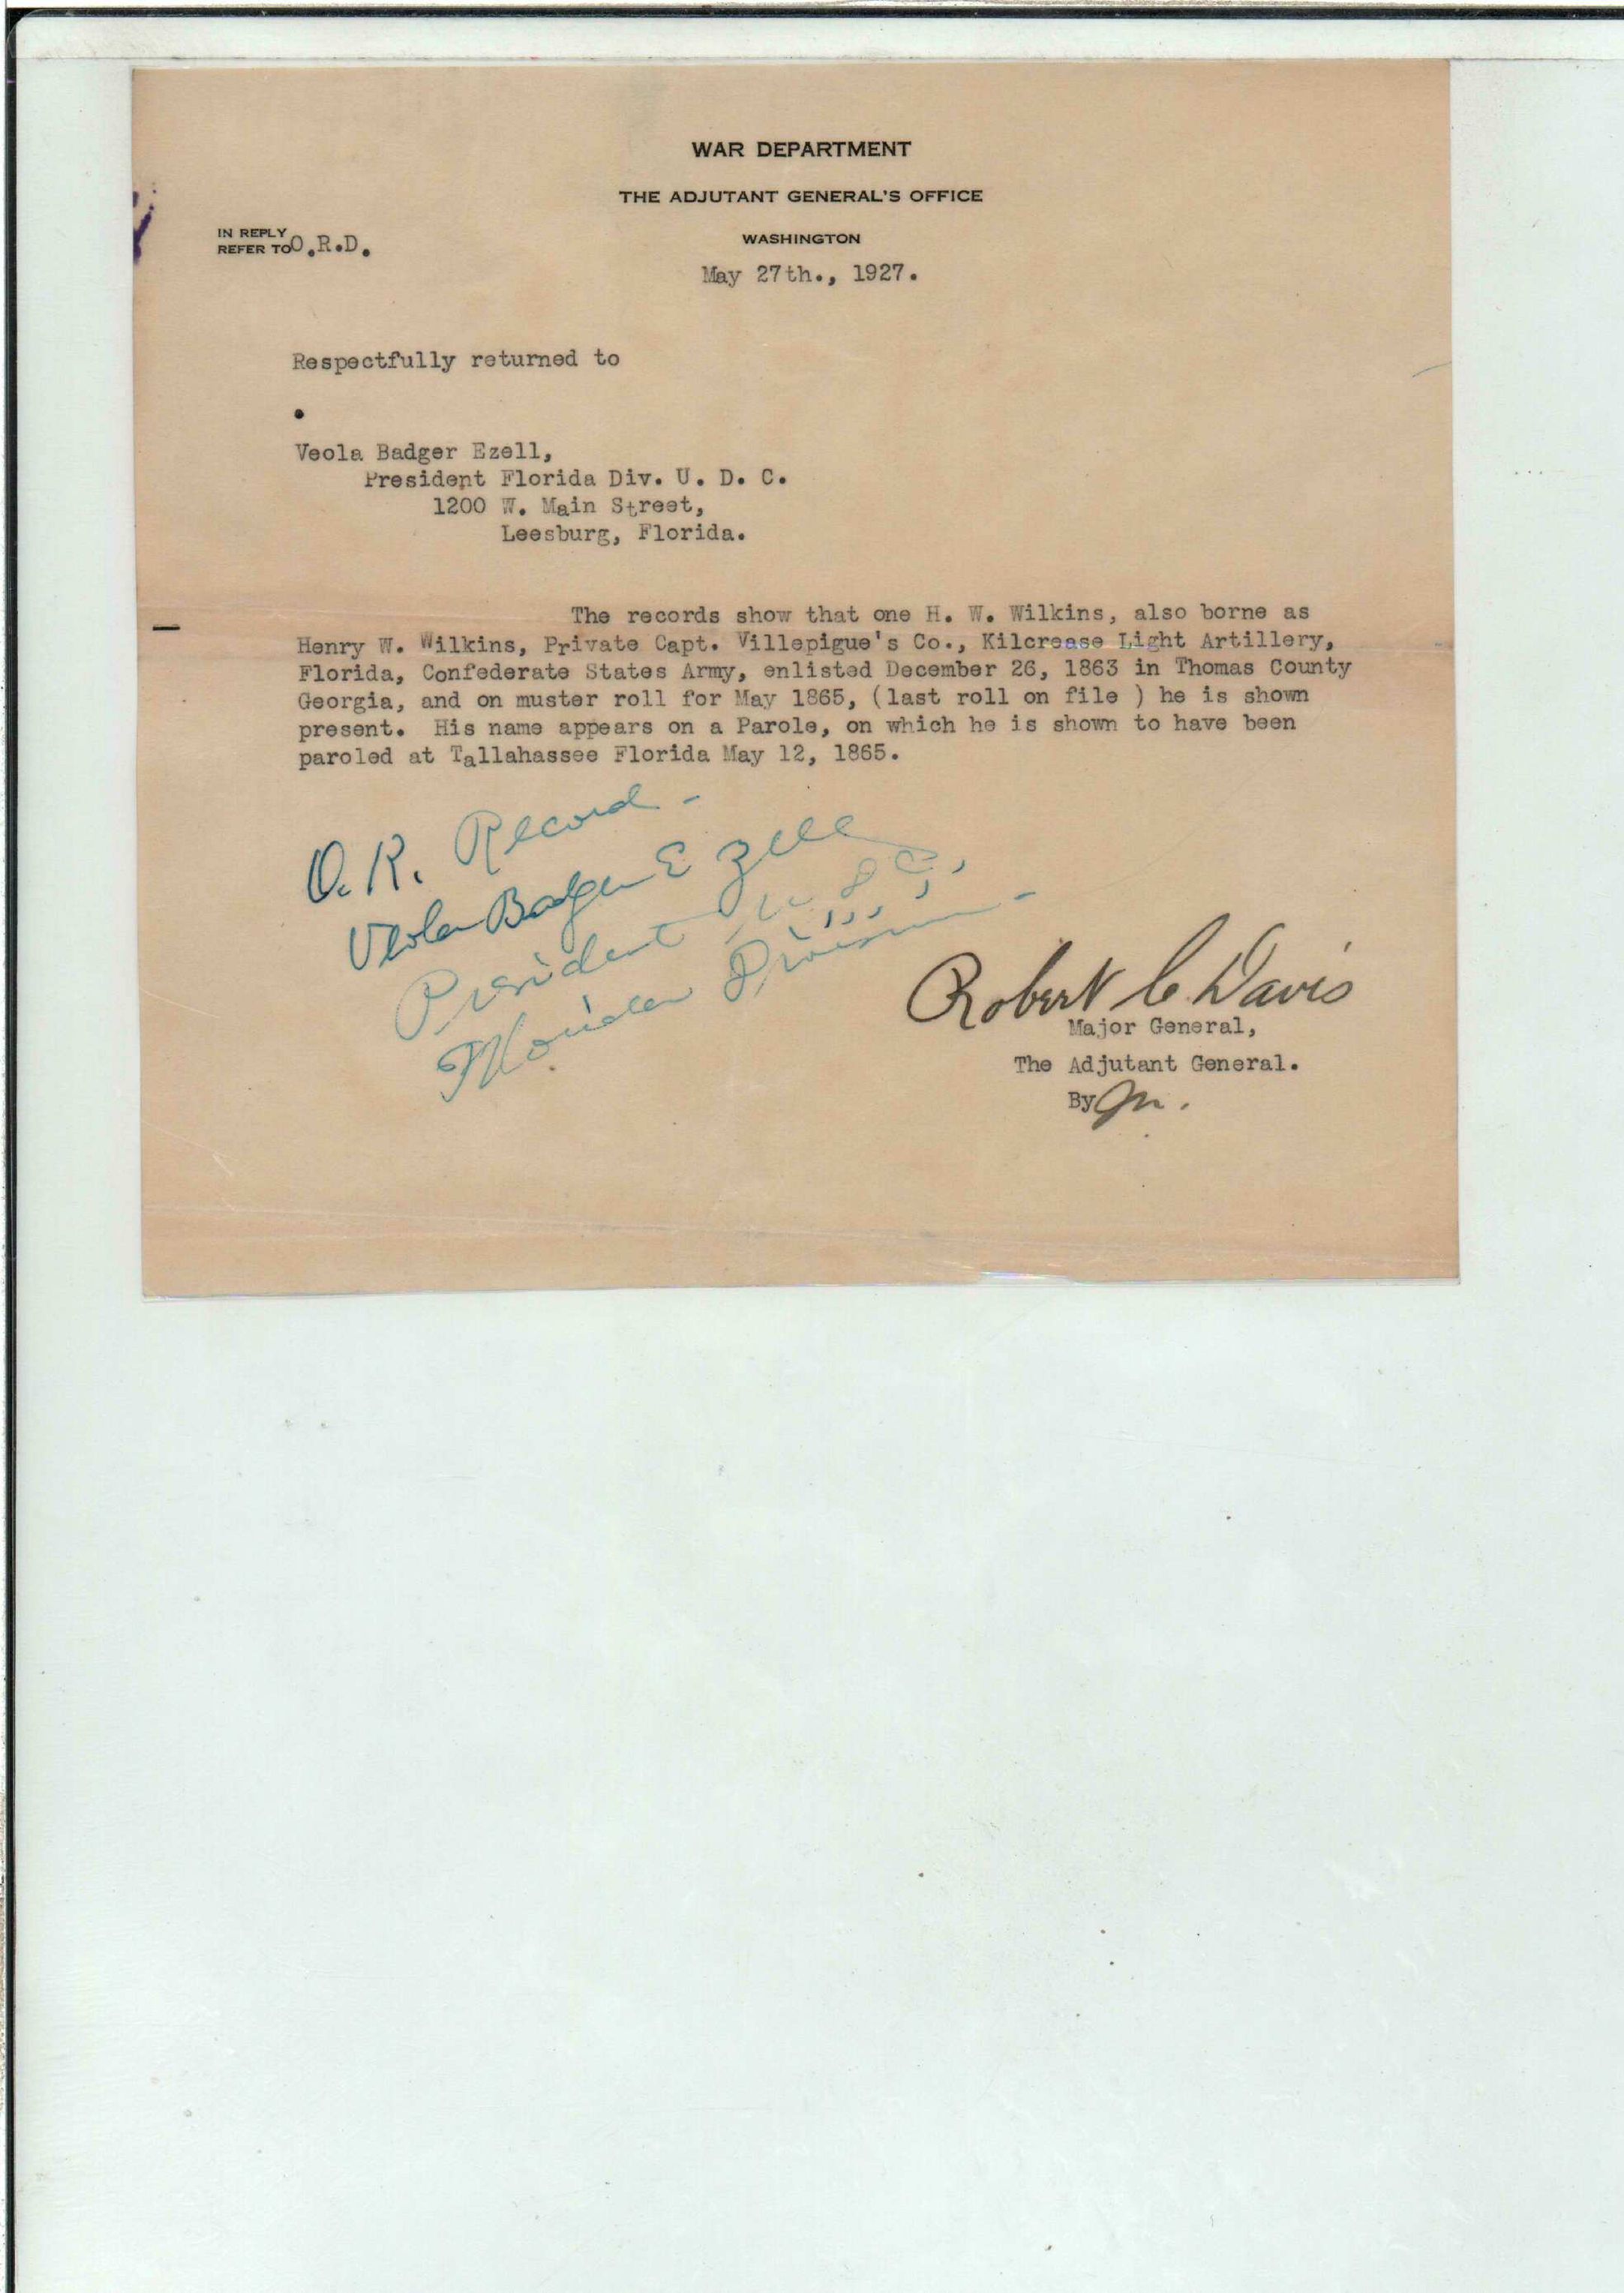 WAR DEPARTMENT
THE ADJUTANT GENERAL'S OFFICE
WASHINGTON
IN REPLY
REFER TO O.R.D.
May 27th., 1927.
Respectfully returned to
Veola Badger Ezell,
President Florida Div. U. D. C.
1200 W. Main Street,
Leesburg, Florida.
The records show that one H. W. Wilkins, also borne as
Henry W. Wilkins, Private Capt. Villepigue's Co., Kilcrease Light Artillery,
Florida, Confederate States Army, enlisted December 26, 1863 in Thomas County
Georgia, and on muster roll for May 1865, (last roll on file ) he is shown
present. His name appears on a Parole, on which he is shown to have been
paroled at Tallahassee Florida May 12, 1865.
O.K. Record -
Veola Badger Ezell
President
Florida Division -
Robert C. Davis
Major General,
The Adjutant General.
By